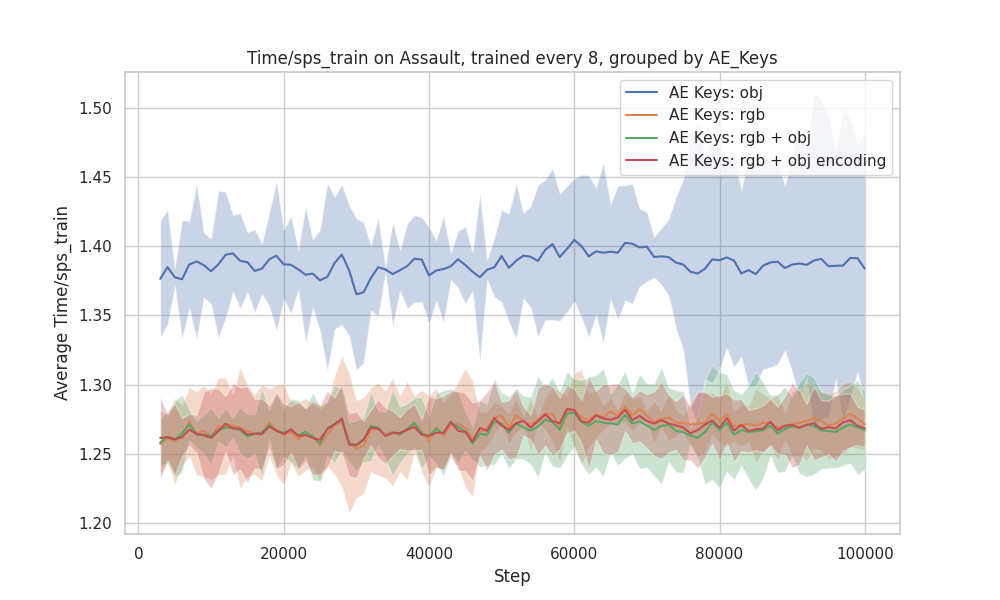 Time/sps_train on Assault, trained every 8, grouped by AE_Keys
AE Keys: obj
AE Keys: rgb
AE Keys: rgb + obj
AE Keys: rgb + obj encoding
Average Time/sps_train
1.50
1.45
1.40
1.35
1.30
1.25
1.20
0
20000
40000
60000
80000
100000
Step